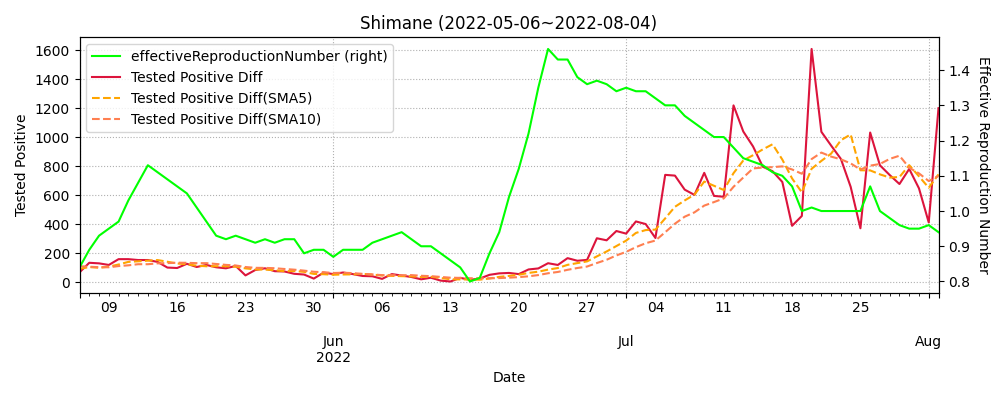 Shimane (2022-05-06~2022-08-04)
effectiveReproductionNumber (right)
Tested Positive Diff
Tested Positive Diff(SMA5)
Tested Positive Diff(SMA10)
Tested Positive
1600
1400
1200
1000
800
600
400
200
0
Effective Reproduction Number
1.4
1.3
1.2
1.1
1.0
0.9
0.8
09 16 23 30 06 13 20 27 04 11 18 25
Jun Jul Aug
2022
Date